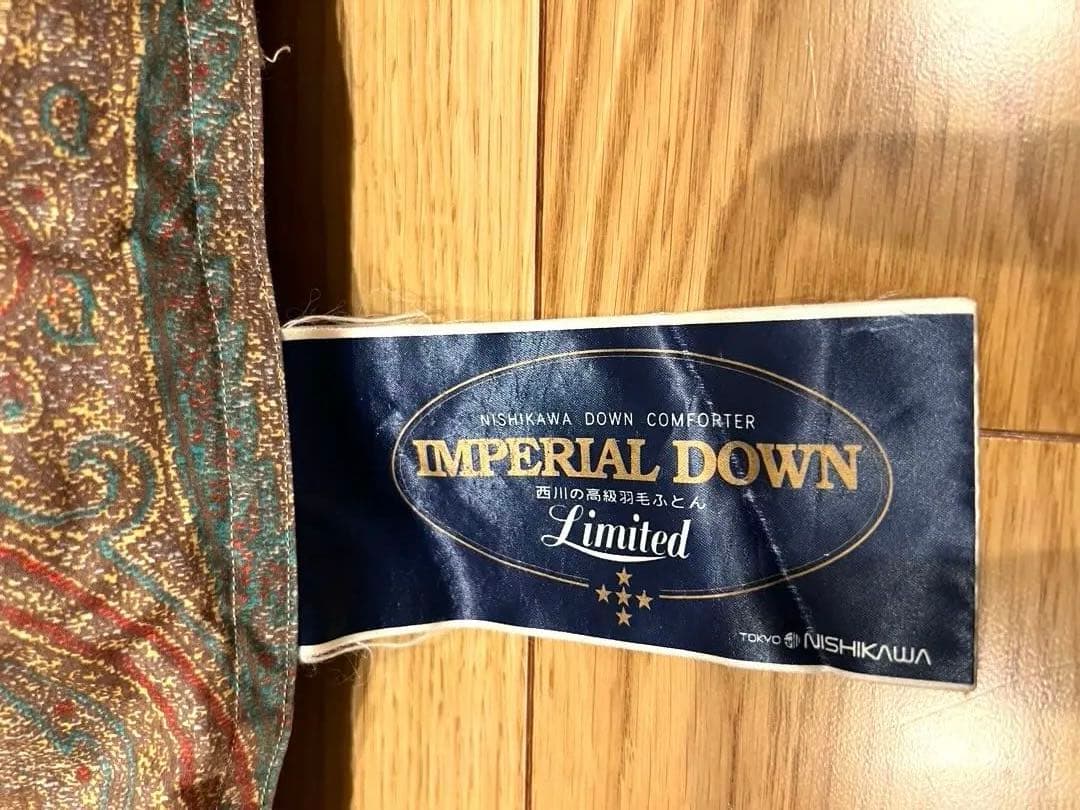 NISHIKAWA DOWN COMFORTER
IMPERIAL DOWN
西川の高級羽毛ふとん
Limited
TOKYO NISHIKAWA